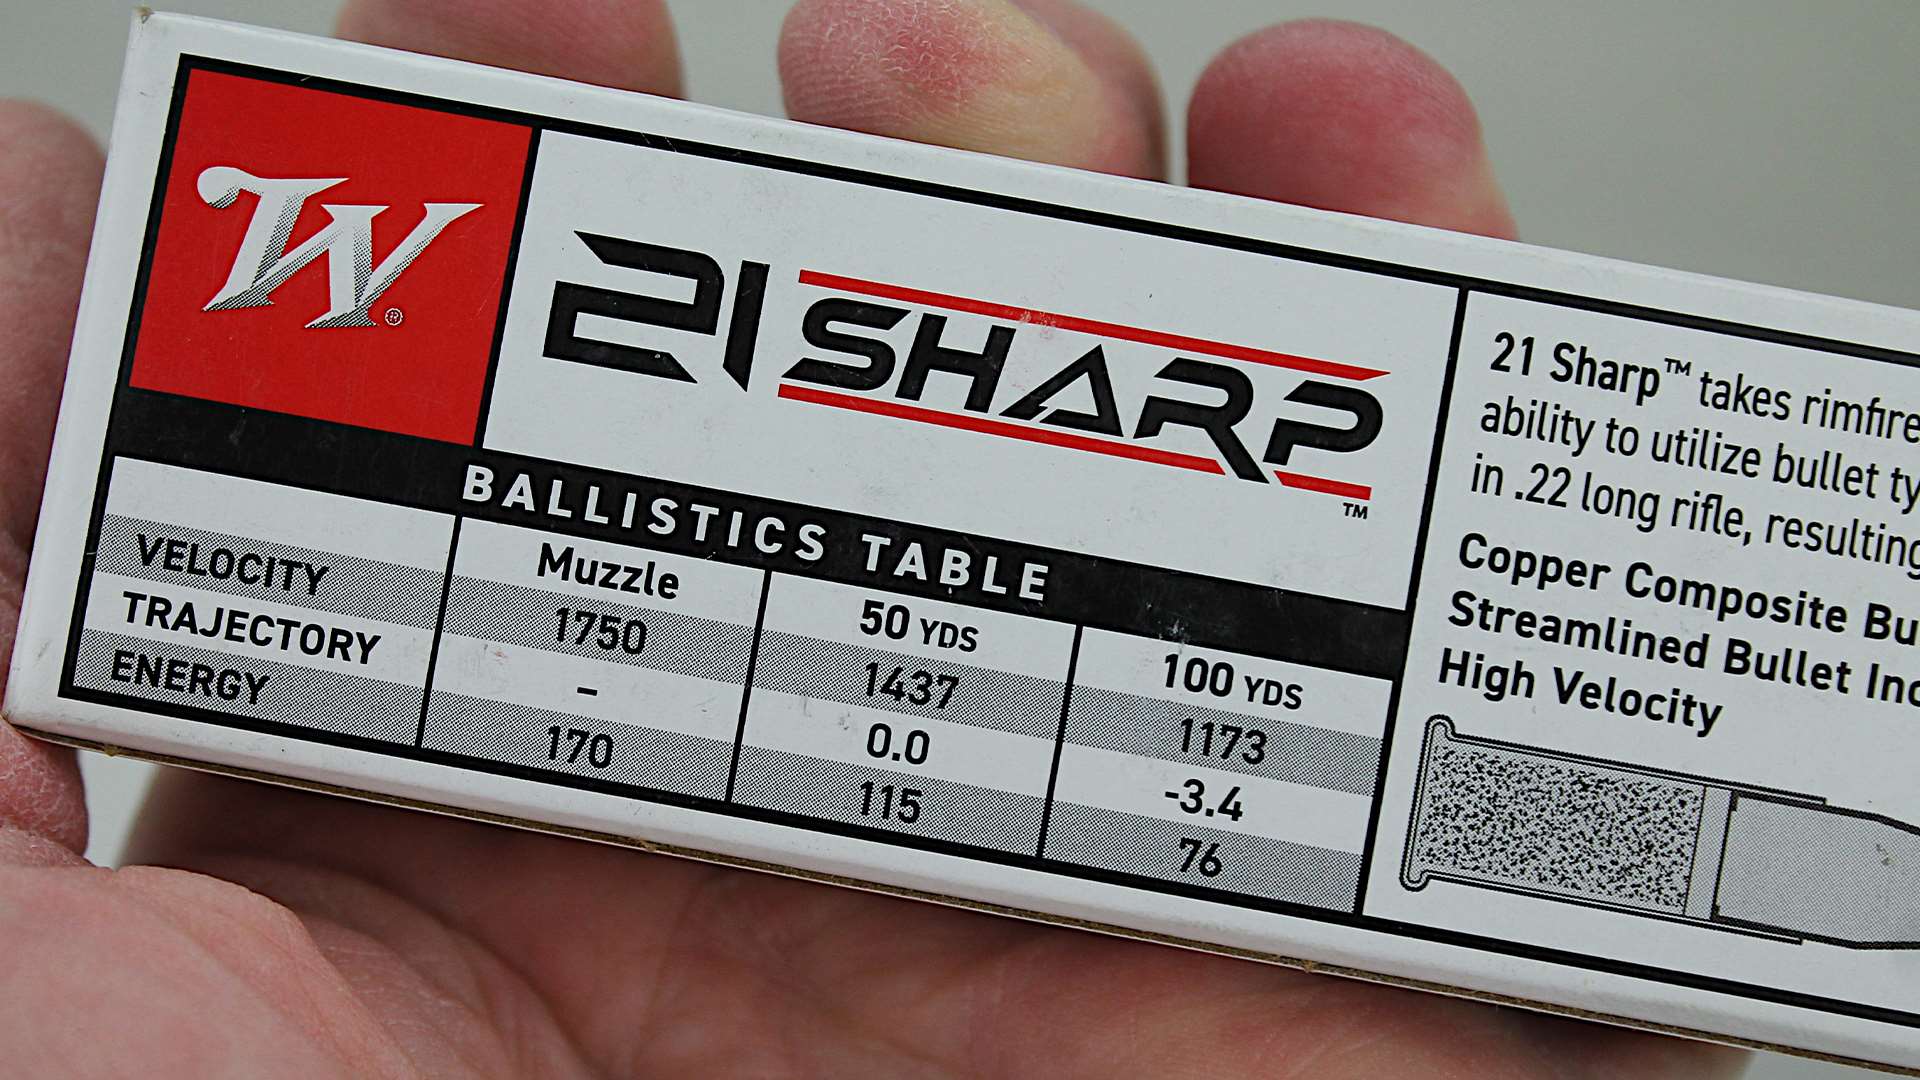 W®
21 SHARP™
BALLISTICS TABLE
Muzzle 50 YDS 100 YDS
VELOCITY 1750 1437 1173
TRAJECTORY – 0.0 -3.4
ENERGY 170 115 76
21 Sharp™ takes rimfire
ability to utilize bullet ty
in .22 long rifle, resulting
Copper Composite Bu
Streamlined Bullet Inc
High Velocity